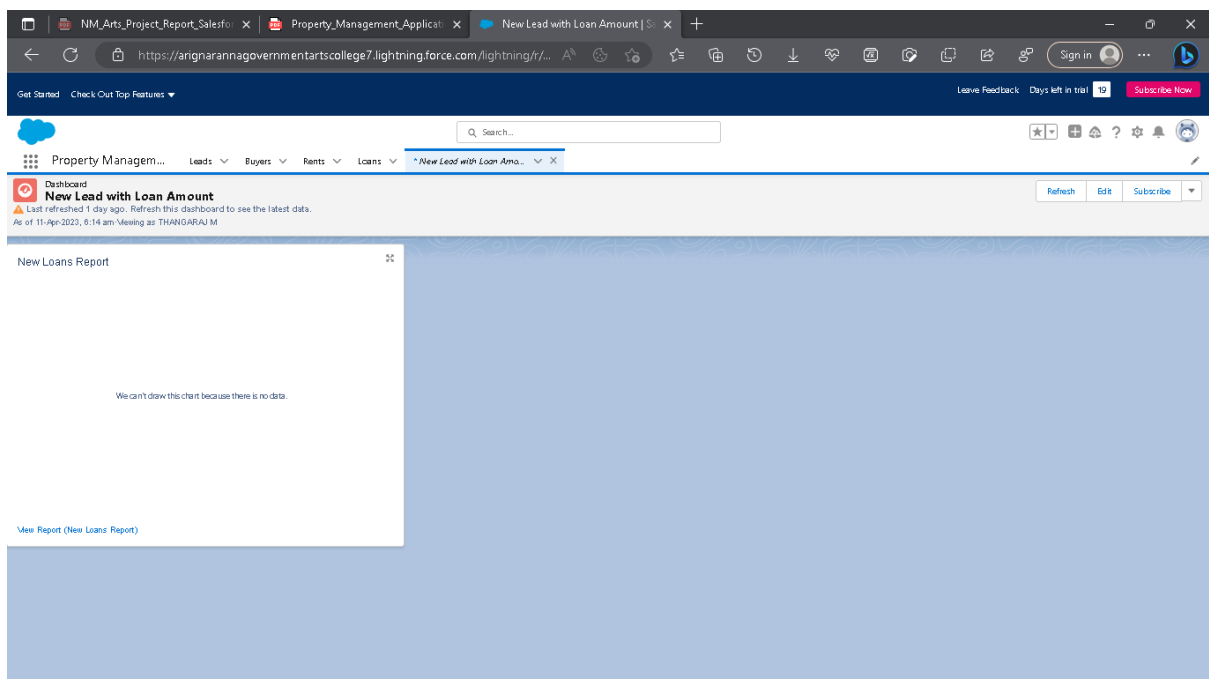 NM_Arts_Project_Report_Salesfo
Property_Management_Applicati
New Lead with Loan Amount | Sa
https://arignarannagovernmentartscollege7.lightning.force.com/lightning/r/...
Sign in
Get Started Check Out Top Features
Leave Feedback Days left in trial 19 Subscribe Now
Search...
Property Managem... Leads Buyers Rents Loans * New Lead with Loan Amo...
Dashboard
New Lead with Loan Amount
Last refreshed 1 day ago. Refresh this dashboard to see the latest data.
As of 11-Apr-2023, 6:14 am·Viewing as THANGARAJ M
Refresh Edit Subscribe
New Loans Report
We can't draw this chart because there is no data.
View Report (New Loans Report)